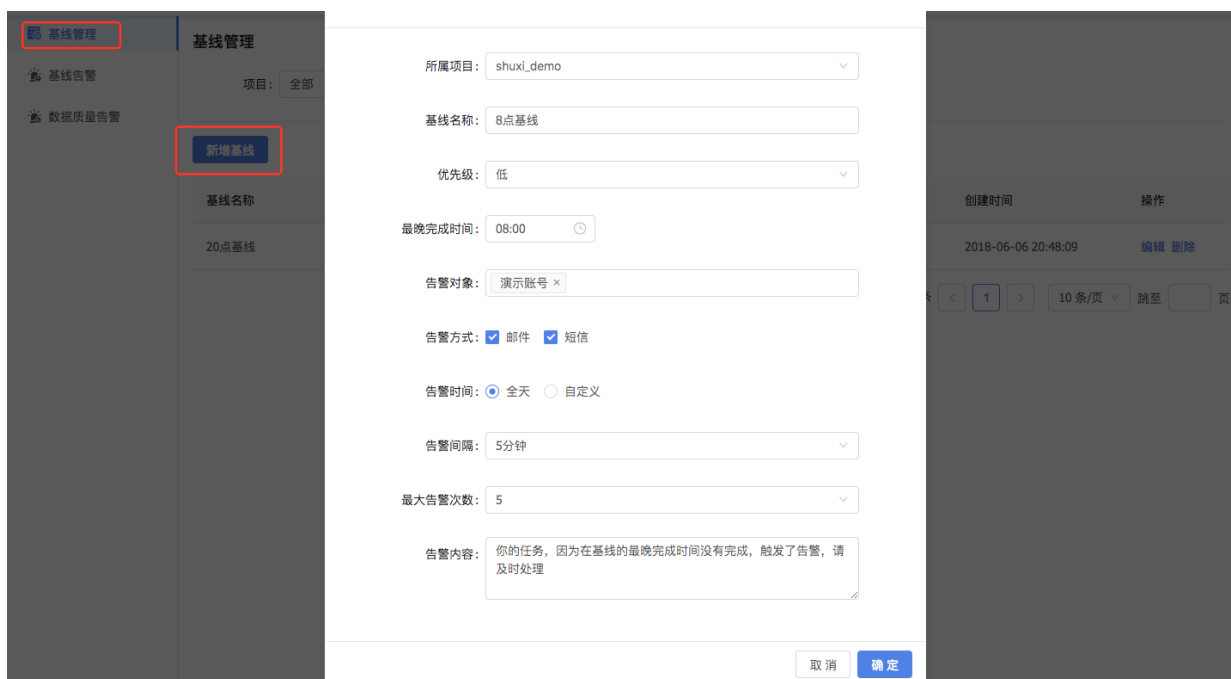 基线管理
基线告警
数据质量告警
基线管理
项目： 全部
新增基线
基线名称 创建时间 操作
20点基线 2018-06-06 20:48:09 编辑 删除
条 < 1 > 10 条/页 跳至 页
所属项目： shuxi_demo
基线名称： 8点基线
优先级： 低
最晚完成时间： 08:00
告警对象： 演示账号 ×
告警方式： 邮件 短信
告警时间： 全天 自定义
告警间隔： 5分钟
最大告警次数： 5
告警内容： 你的任务，因为在基线的最晚完成时间没有完成，触发了告警，请
及时处理
取 消 确 定